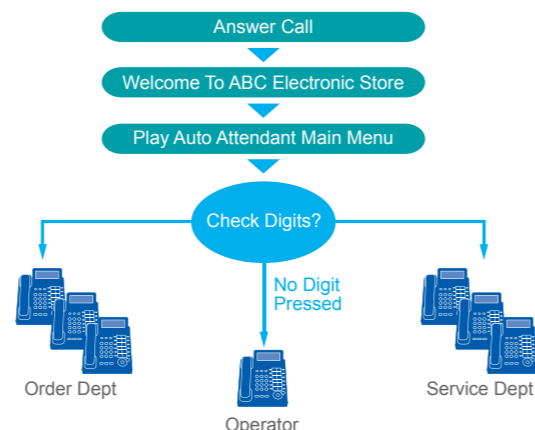 Answer Call
Welcome To ABC Electronic Store
Play Auto Attendant Main Menu
Check Digits?
No Digit
Pressed
Order Dept
Service Dept
Operator